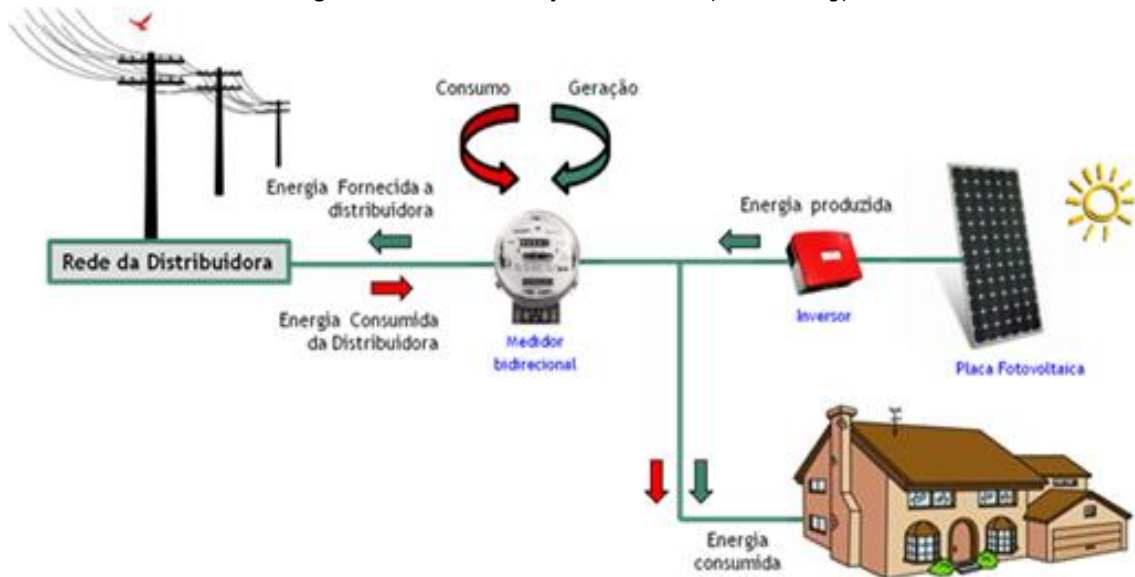 Consumo
Geração
Energia Fornecida a
distribuidora
Energia produzida
Rede da Distribuidora
Energia Consumida
da Distribuidora
Medidor
bidirecional
Inversor
Placa Fotovoltaica
Energia
consumida